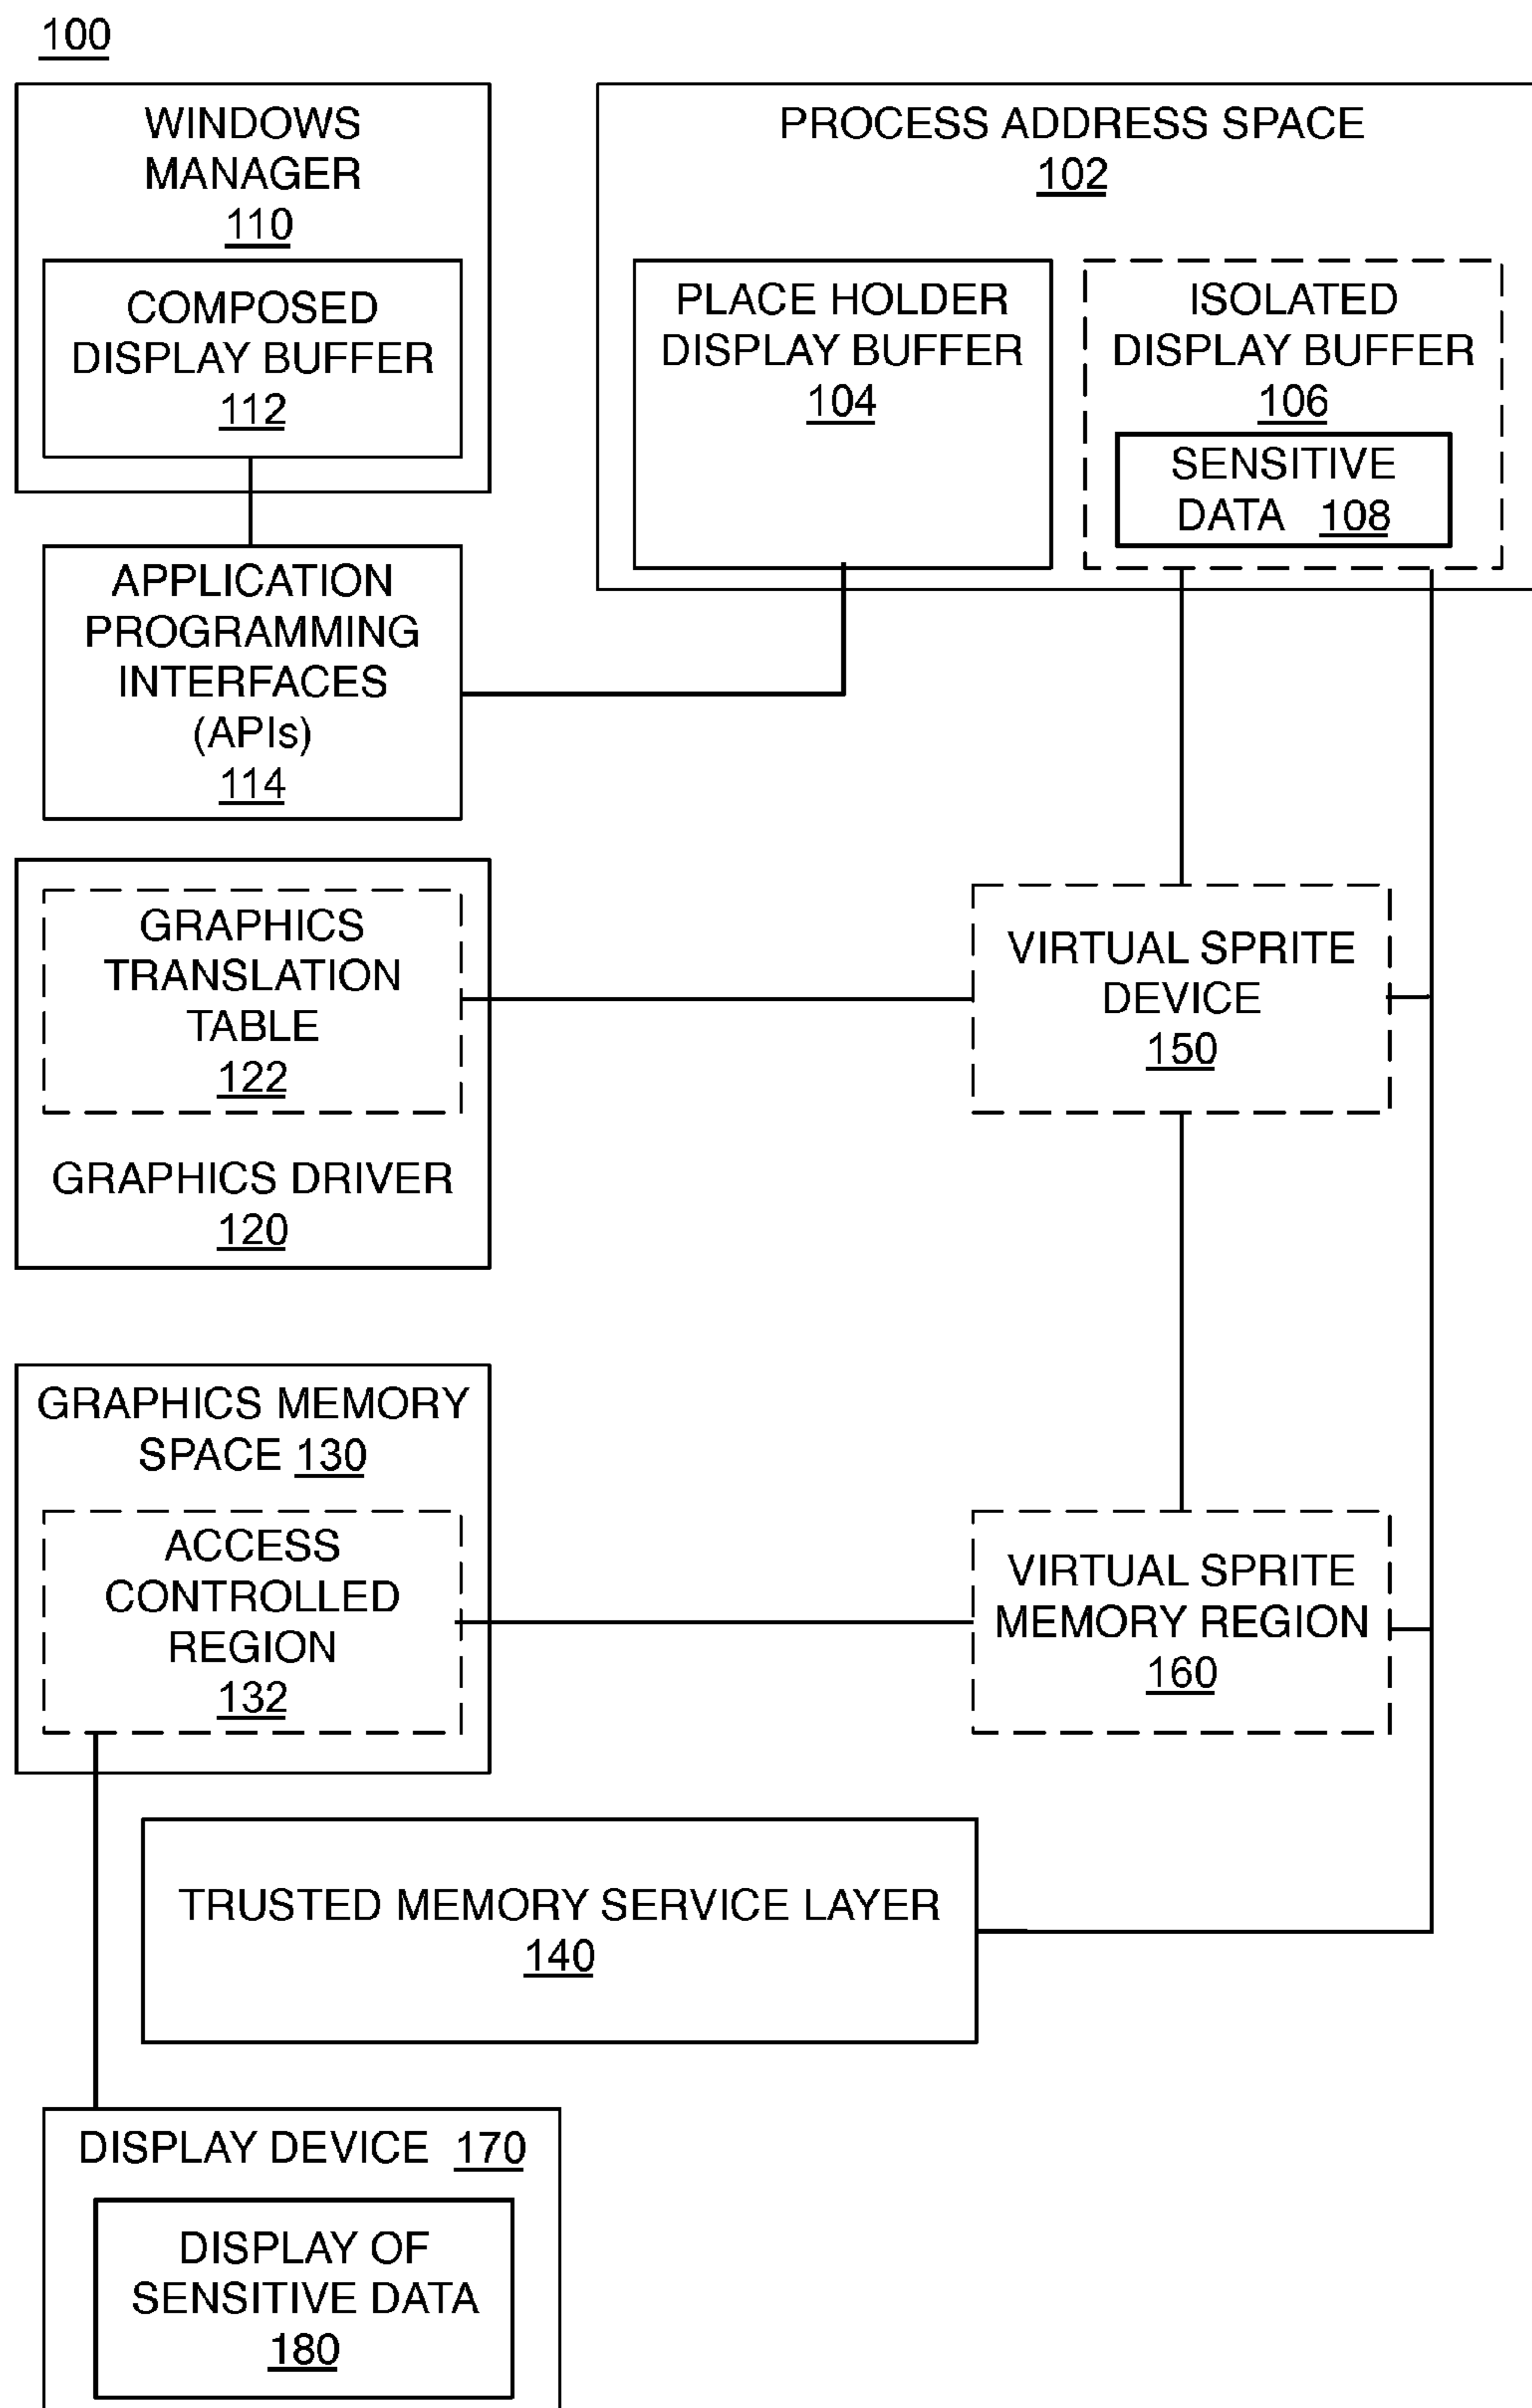 100
WINDOWS
MANAGER
110
COMPOSED
DISPLAY BUFFER
112
PROCESS ADDRESS SPACE
102
PLACE HOLDER
DISPLAY BUFFER
104
ISOLATED
DISPLAY BUFFER
106
SENSITIVE
DATA 108
APPLICATION
PROGRAMMING
INTERFACES
(APIs)
114
GRAPHICS
TRANSLATION
TABLE
122
GRAPHICS DRIVER
120
VIRTUAL SPRITE
DEVICE
150
GRAPHICS MEMORY
SPACE 130
ACCESS
CONTROLLED
REGION
132
VIRTUAL SPRITE
MEMORY REGION
160
TRUSTED MEMORY SERVICE LAYER
140
DISPLAY DEVICE 170
DISPLAY OF
SENSITIVE DATA
180